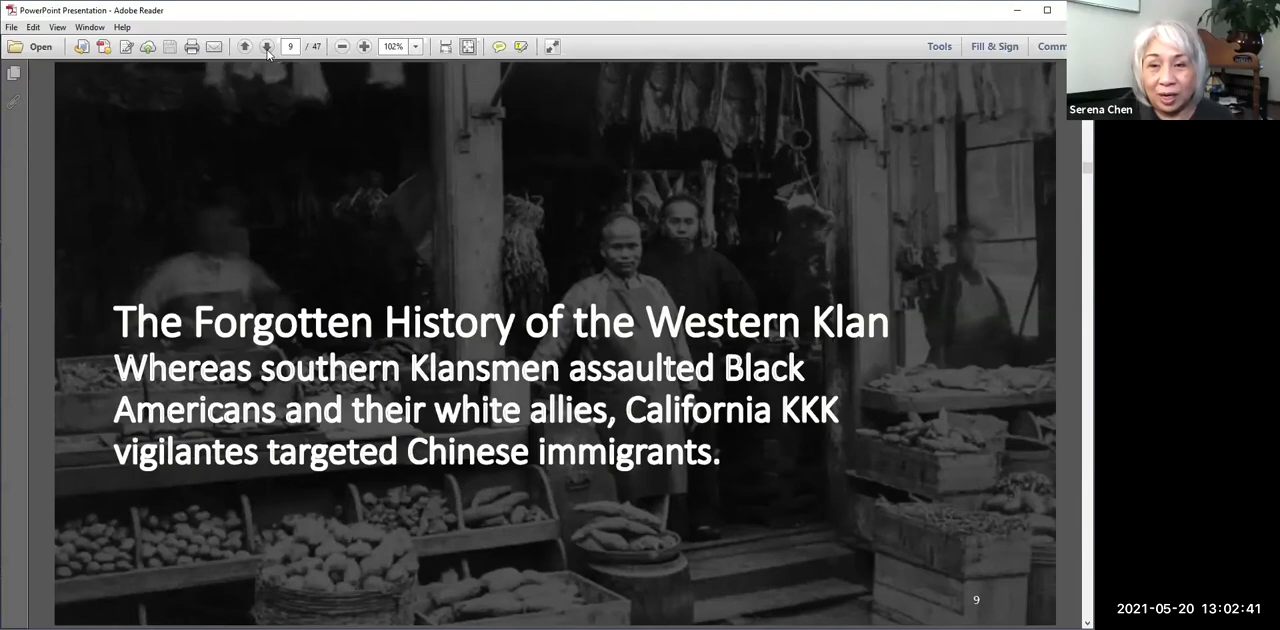 PowerPoint Presentation - Adobe Reader
File Edit View Window Help
Open 9 / 47 102% Tools Fill & Sign Comm
Serena Chen
The Forgotten History of the Western Klan
Whereas southern Klansmen assaulted Black
Americans and their white allies, California KKK
vigilantes targeted Chinese immigrants.
9
2021-05-20 13:02:41